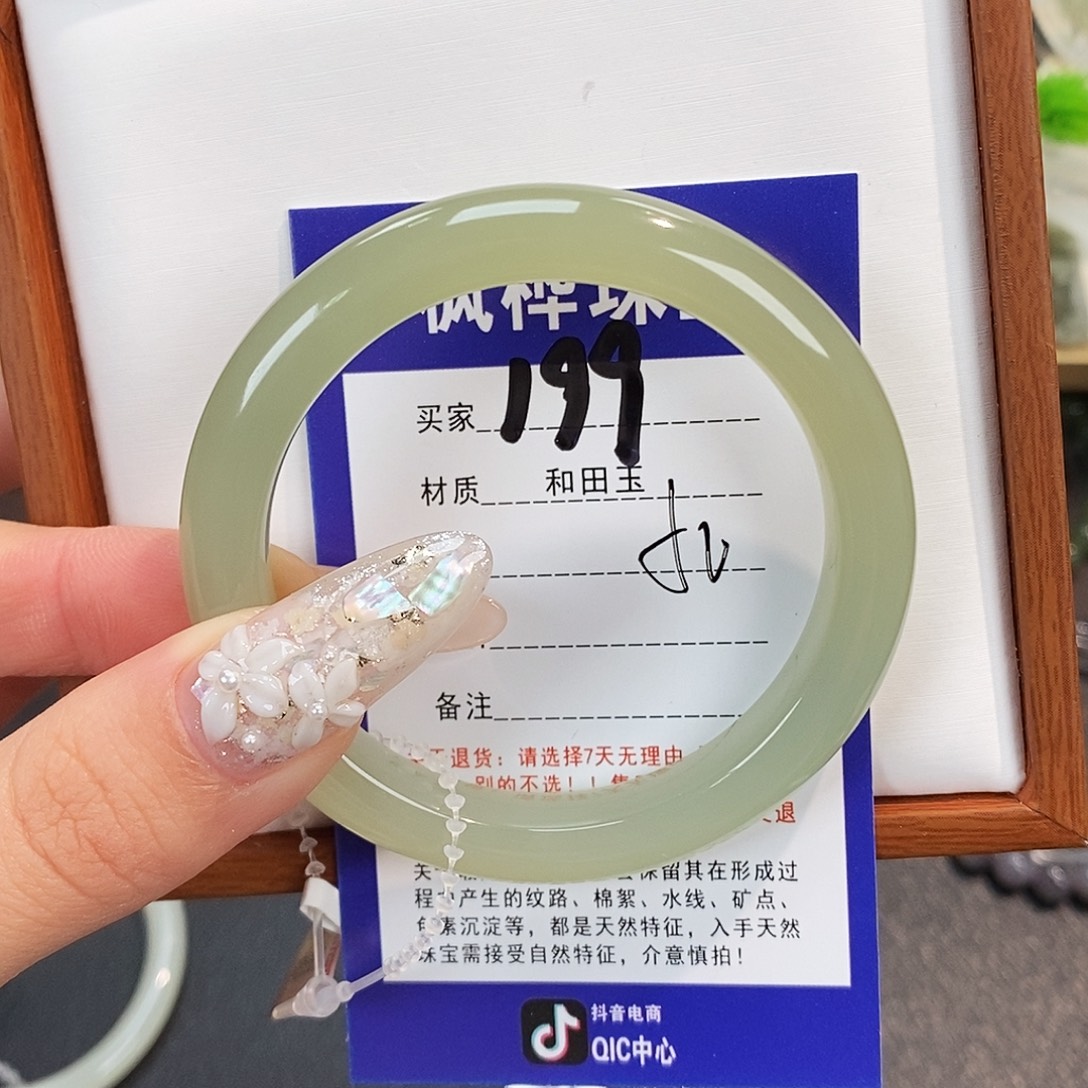 枫桦珠
199
买家
材质 和田玉
备注
退货：请选择7天无理由
别的不选！！
退
保留其在形成过
程中产生的纹路、棉絮、水线、矿点、
色素沉淀等，都是天然特征，入手天然
珠宝需接受自然特征，介意慎拍！
抖音电商
QIC中心